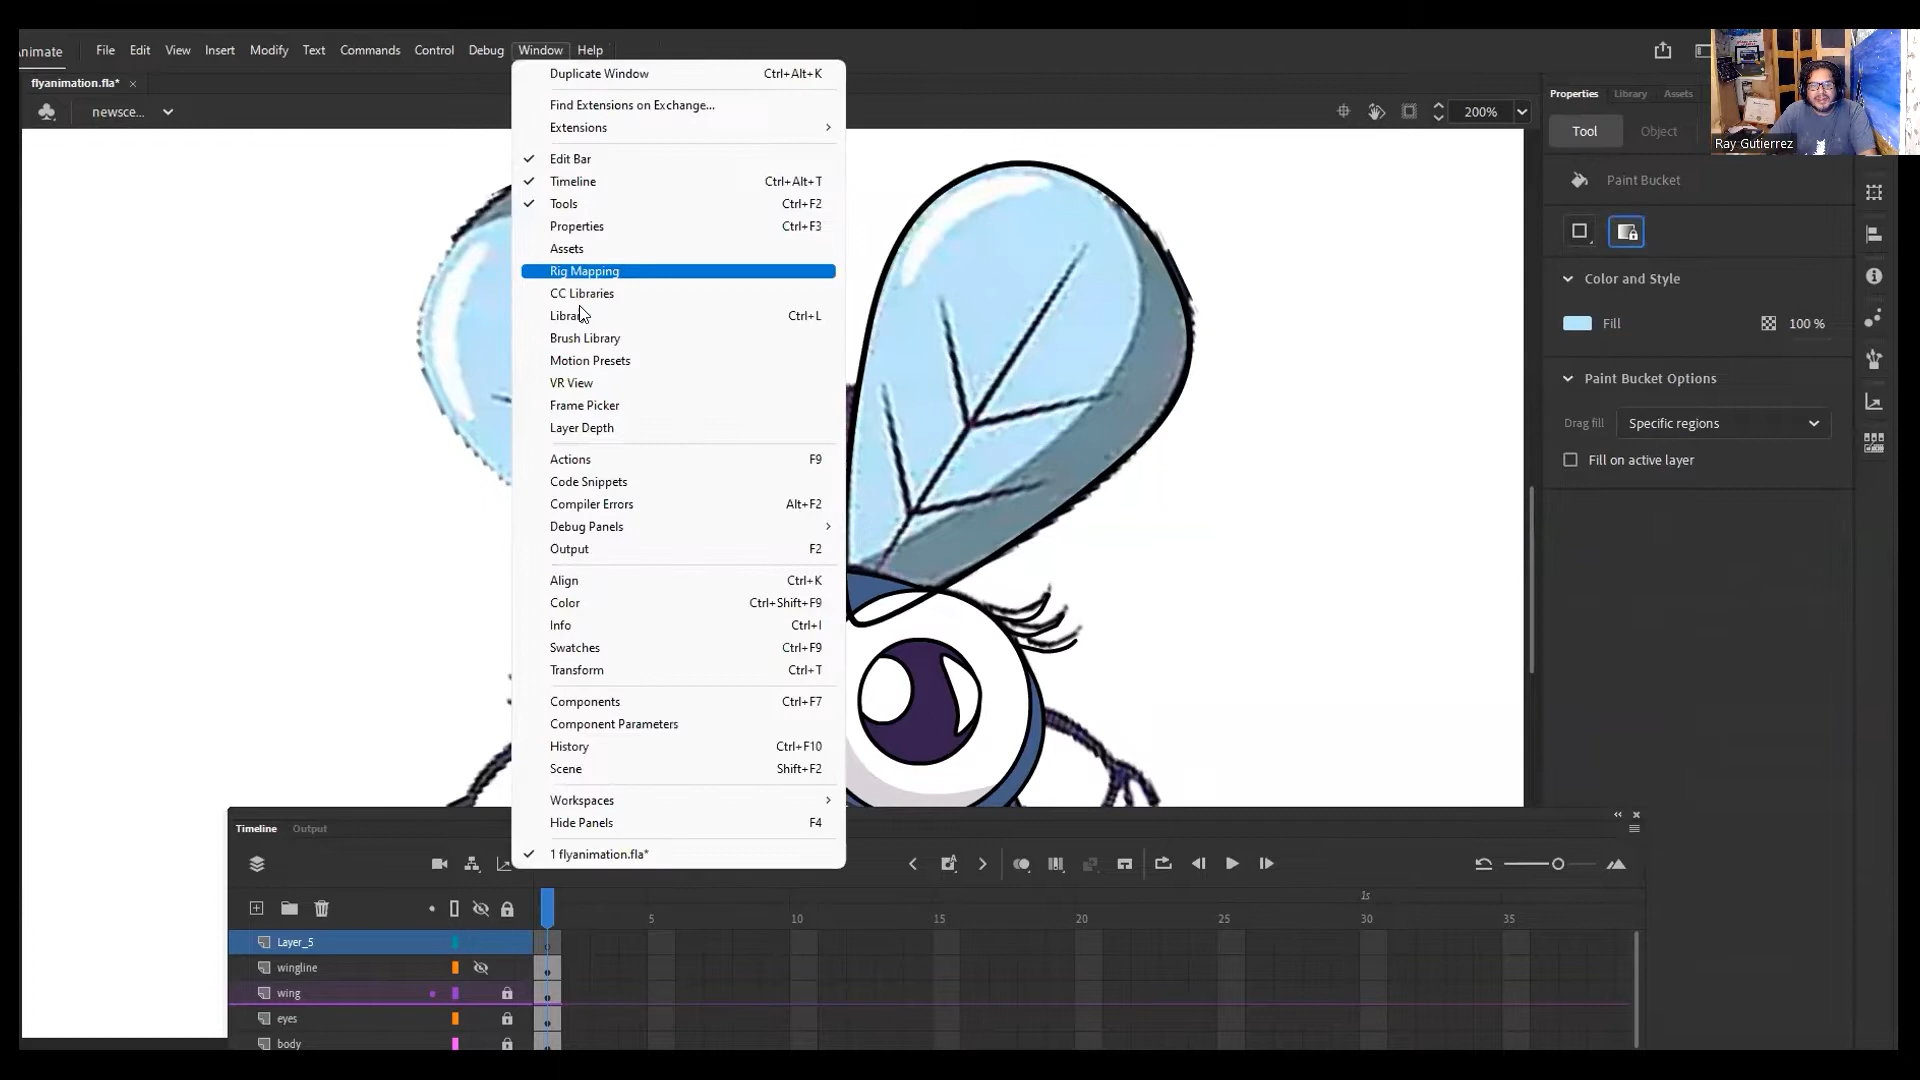 nimate File Edit View Insert Modify Text Commands Control Debug Window Help
flyanimation.fla*
newsce... 200%
Duplicate Window Ctrl+Alt+K
Find Extensions on Exchange...
Extensions
Edit Bar
Timeline Ctrl+Alt+T
Tools Ctrl+F2
Properties Ctrl+F3
Assets
Rig Mapping
CC Libraries
Library Ctrl+L
Brush Library
Motion Presets
VR View
Frame Picker
Layer Depth
Actions F9
Code Snippets
Compiler Errors Alt+F2
Debug Panels
Output F2
Align Ctrl+K
Color Ctrl+Shift+F9
Info Ctrl+I
Swatches Ctrl+F9
Transform Ctrl+T
Components Ctrl+F7
Component Parameters
History Ctrl+F10
Scene Shift+F2
Workspaces
Hide Panels F4
1 flyanimation.fla*
Properties Library Assets
Tool Object
Ray Gutierrez
Paint Bucket
Color and Style
Fill 100 %
Paint Bucket Options
Drag fill Specific regions
Fill on active layer
Timeline Output
1s
5 10 15 20 25 30 35
Layer_5
wingline
wing
eyes
body